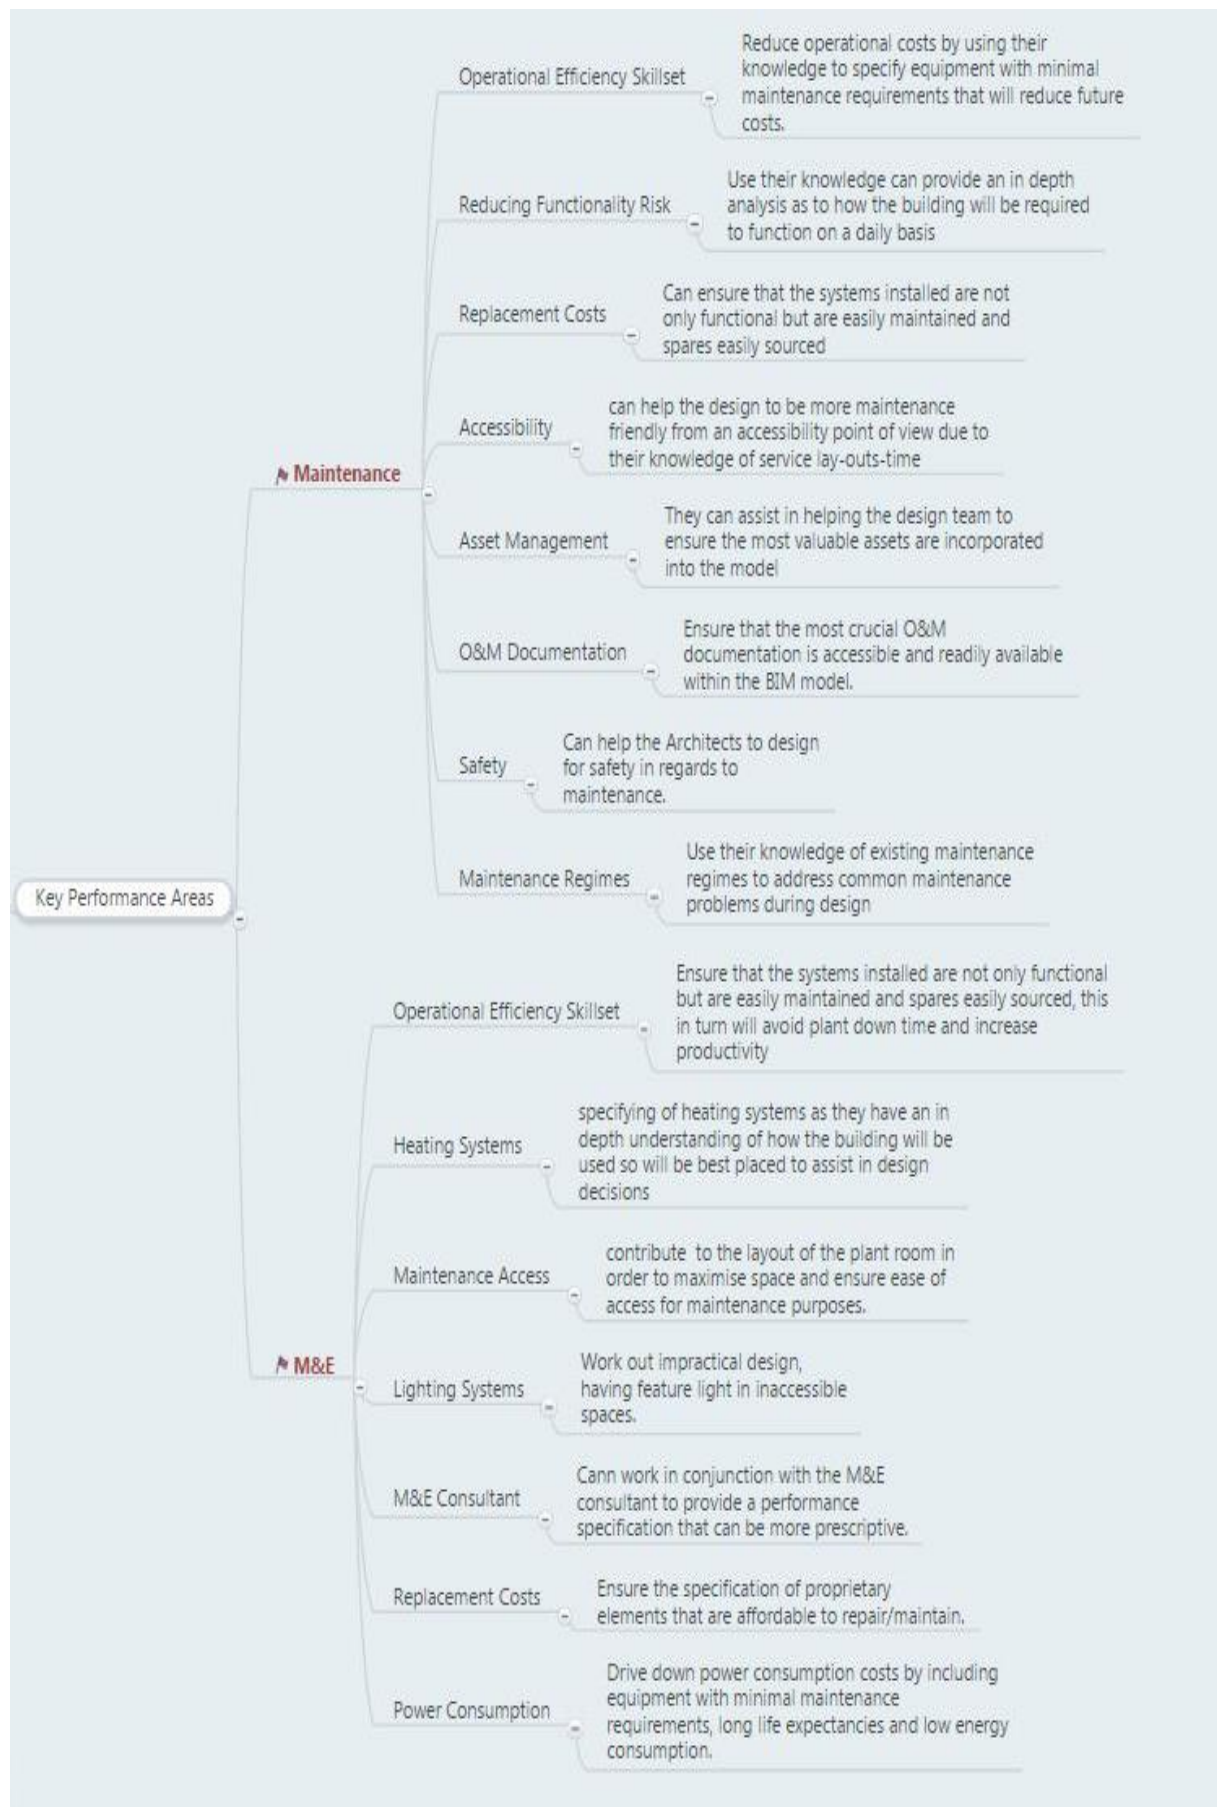 Operational Efficiency Skillset
Reduce operational costs by using their
knowledge to specify equipment with minimal
maintenance requirements that will reduce future
costs.
Reducing Functionality Risk
Use their knowledge can provide an in depth
analysis as to how the building will be required
to function on a daily basis
Replacement Costs
Can ensure that the systems installed are not
only functional but are easily maintained and
spares easily sourced
Accessibility
can help the design to be more maintenance
friendly from an accessibility point of view due to
their knowledge of service lay-outs-time
Maintenance
Asset Management
They can assist in helping the design team to
ensure the most valuable assets are incorporated
into the model
O&M Documentation
Ensure that the most crucial O&M
documentation is accessible and readily available
within the BIM model.
Safety
Can help the Architects to design
for safety in regards to
maintenance.
Maintenance Regimes
Use their knowledge of existing maintenance
regimes to address common maintenance
problems during design
Key Performance Areas
Operational Efficiency Skillset
Ensure that the systems installed are not only functional
but are easily maintained and spares easily sourced, this
in turn will avoid plant down time and increase
productivity
Heating Systems
specifying of heating systems as they have an in
depth understanding of how the building will be
used so will be best placed to assist in design
decisions
Maintenance Access
contribute  to the layout of the plant room in
order to maximise space and ensure ease of
access for maintenance purposes.
M&E
Lighting Systems
Work out impractical design,
having feature light in inaccessible
spaces.
M&E Consultant
Cann work in conjunction with the M&E
consultant to provide a performance
specification that can be more prescriptive.
Replacement Costs
Ensure the specification of proprietary
elements that are affordable to repair/maintain.
Power Consumption
Drive down power consumption costs by including
equipment with minimal maintenance
requirements, long life expectancies and low energy
consumption.